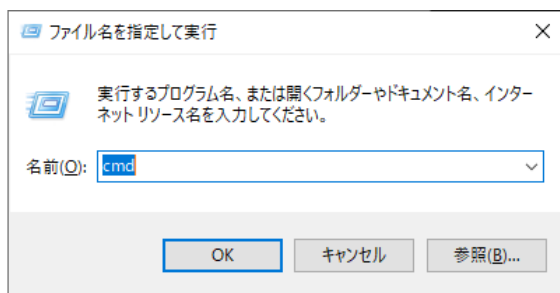 ファイル名を指定して実行
実行するプログラム名、または開くフォルダーやドキュメント名、インター
ネット リソース名を入力してください。
名前(O): cmd
OK キャンセル 参照(B)...